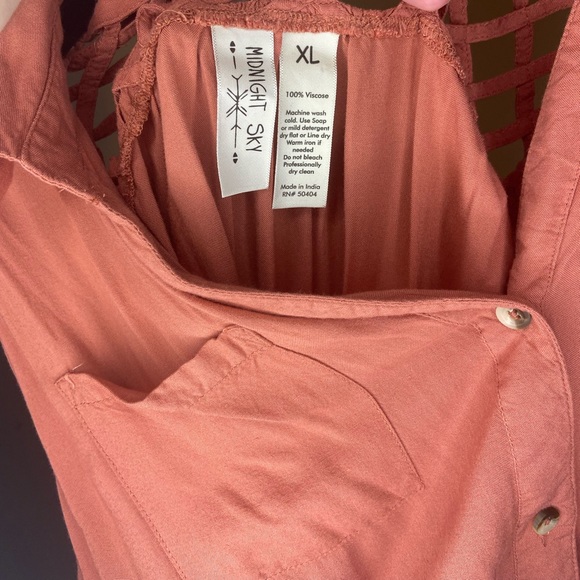 MIDNIGHT SKY
XL
100% Viscose
Machine wash
cold. Use Soap
or mild detergent
dry flat or Line dry
Warm iron if
needed
Do not bleach
Professionally
dry clean
Made in India
RN# 50404